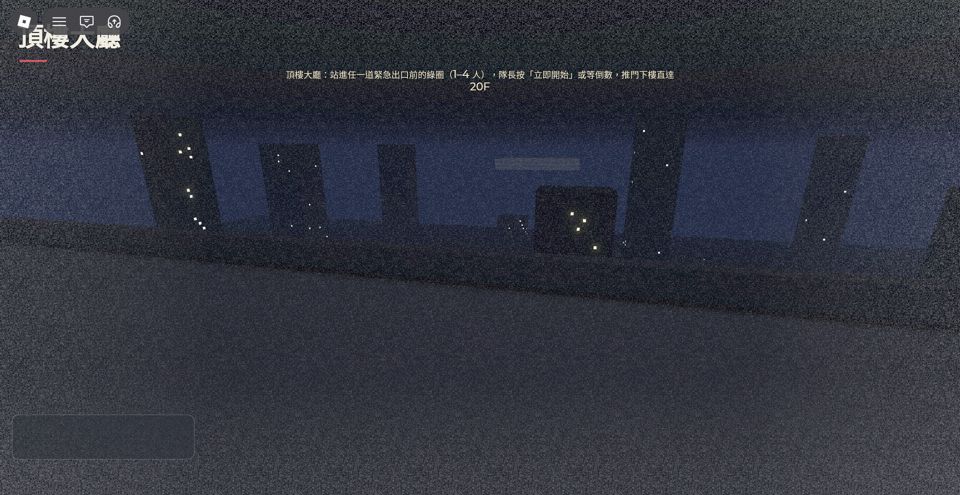 頂樓大廳
頂樓大廳：站進任一道緊急出口前的綠圈（1–4 人），隊長按「立即開始」或等倒數，推門下樓直達
20F